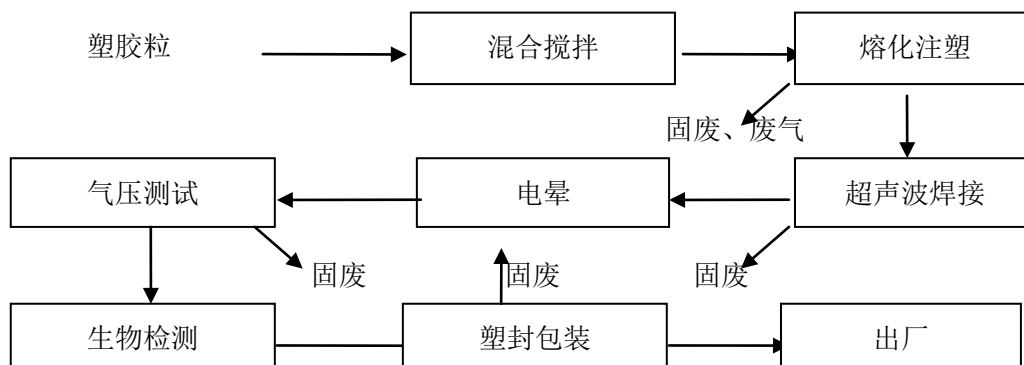 塑胶粒
混合搅拌
熔化注塑
固废、废气
气压测试
电晕
超声波焊接
固废
固废
固废
生物检测
塑封包装
出厂